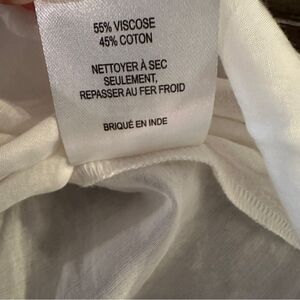 55% VISCOSE
45% COTON
NETTOYER À SEC
SEULEMENT,
REPASSER AU FER FROID
BRIQUÉ EN INDE